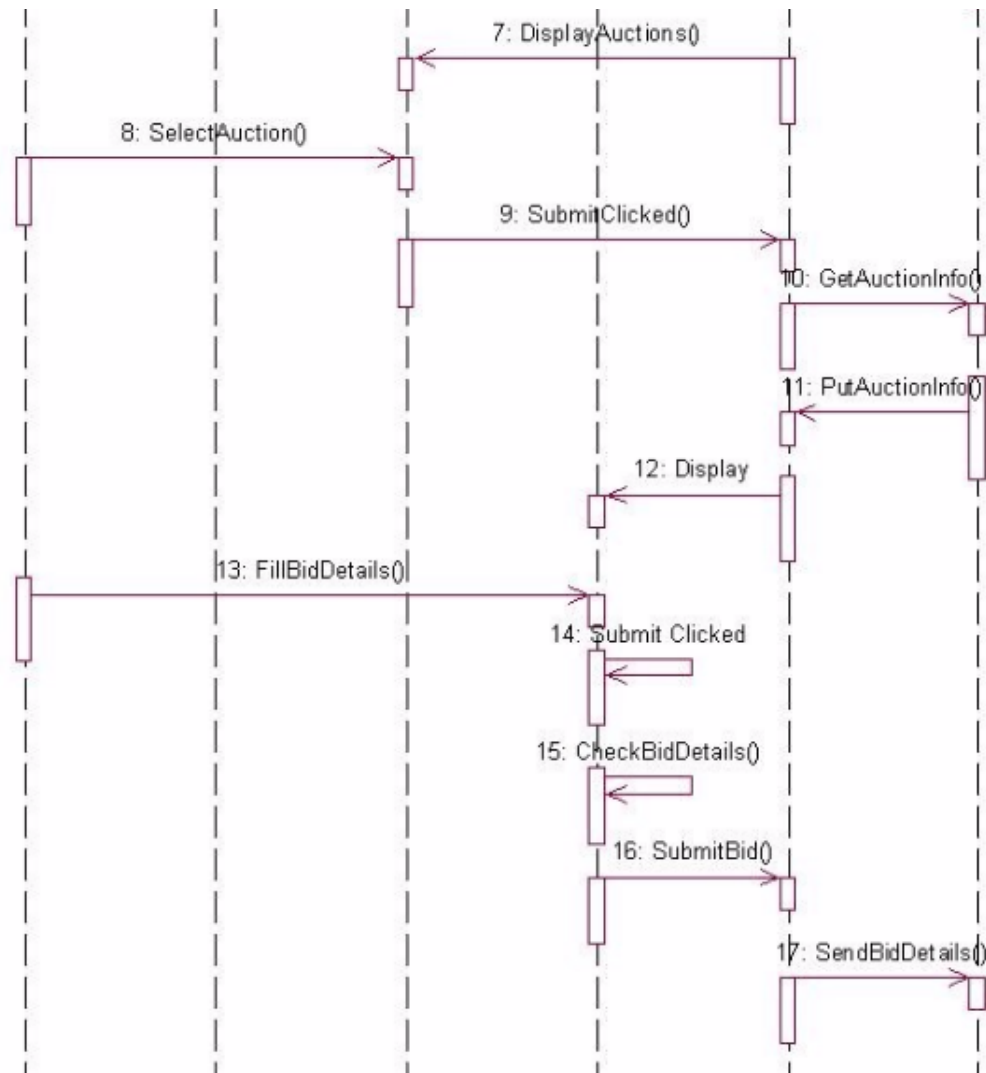 7: DisplayAuctions()
8: SelectAuction()
9: SubmitClicked()
10: GetAuctionInfo()
11: PutAuctionInfo()
12: Display
13: FillBidDetails()
14: Submit Clicked
15: CheckBidDetails()
16: SubmitBid()
17: SendBidDetails()